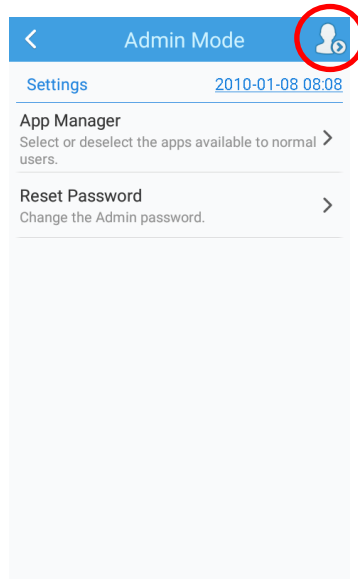 Admin Mode
Settings 2010-01-08 08:08
App Manager
Select or deselect the apps available to normal
users.
Reset Password
Change the Admin password.